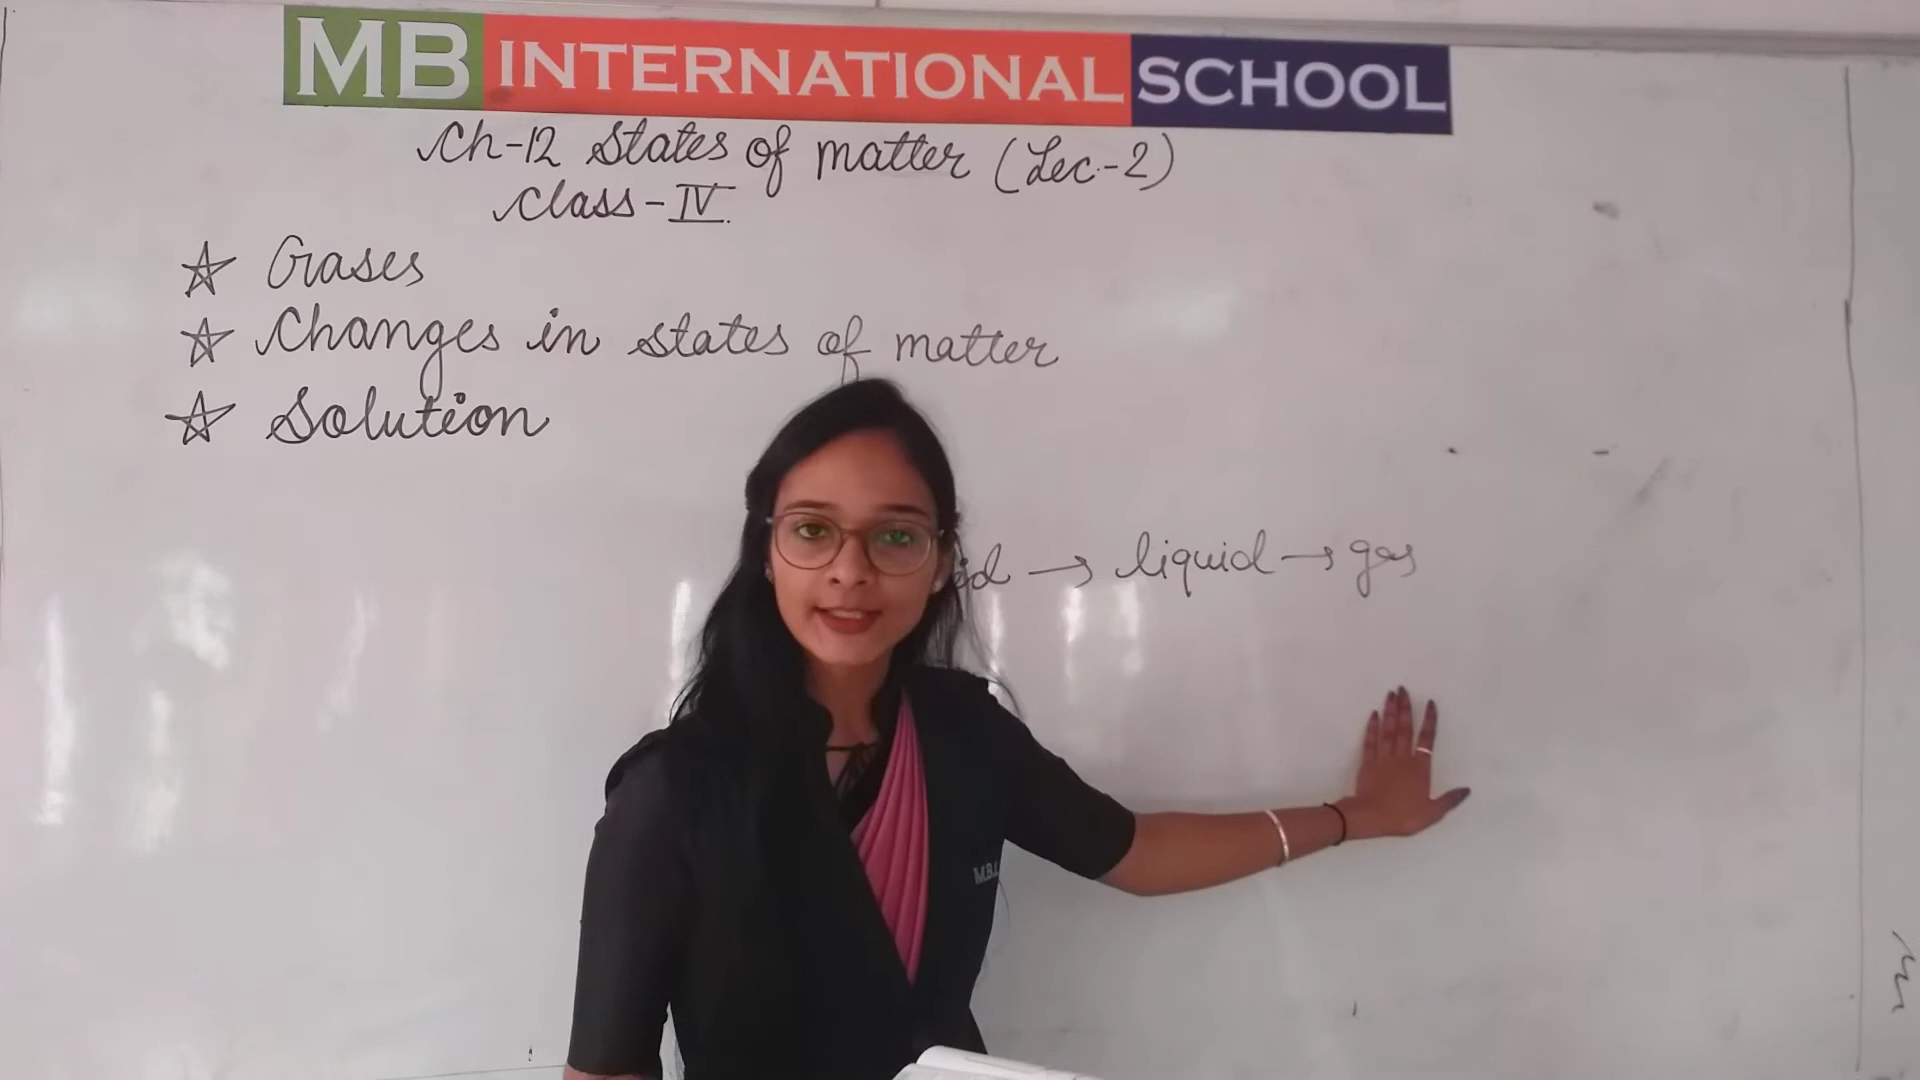 MB INTERNATIONAL SCHOOL
Ch-12 States of matter (Lec-2)
Class-IV
☆ Gases
☆ Changes in states of matter
☆ Solution
→ liquid → gas
M.B.